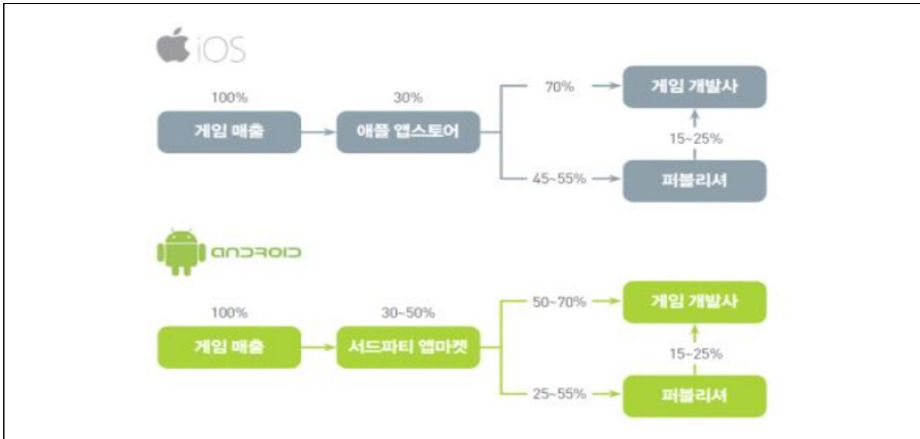 iOS
100%
30%
70%
게임 개발사
게임 매출
애플 앱스토어
15~25%
45~55%
퍼블리셔
ANDROID
100%
30~50%
50~70%
게임 개발사
게임 매출
서드파티 앱마켓
15~25%
25~55%
퍼블리셔